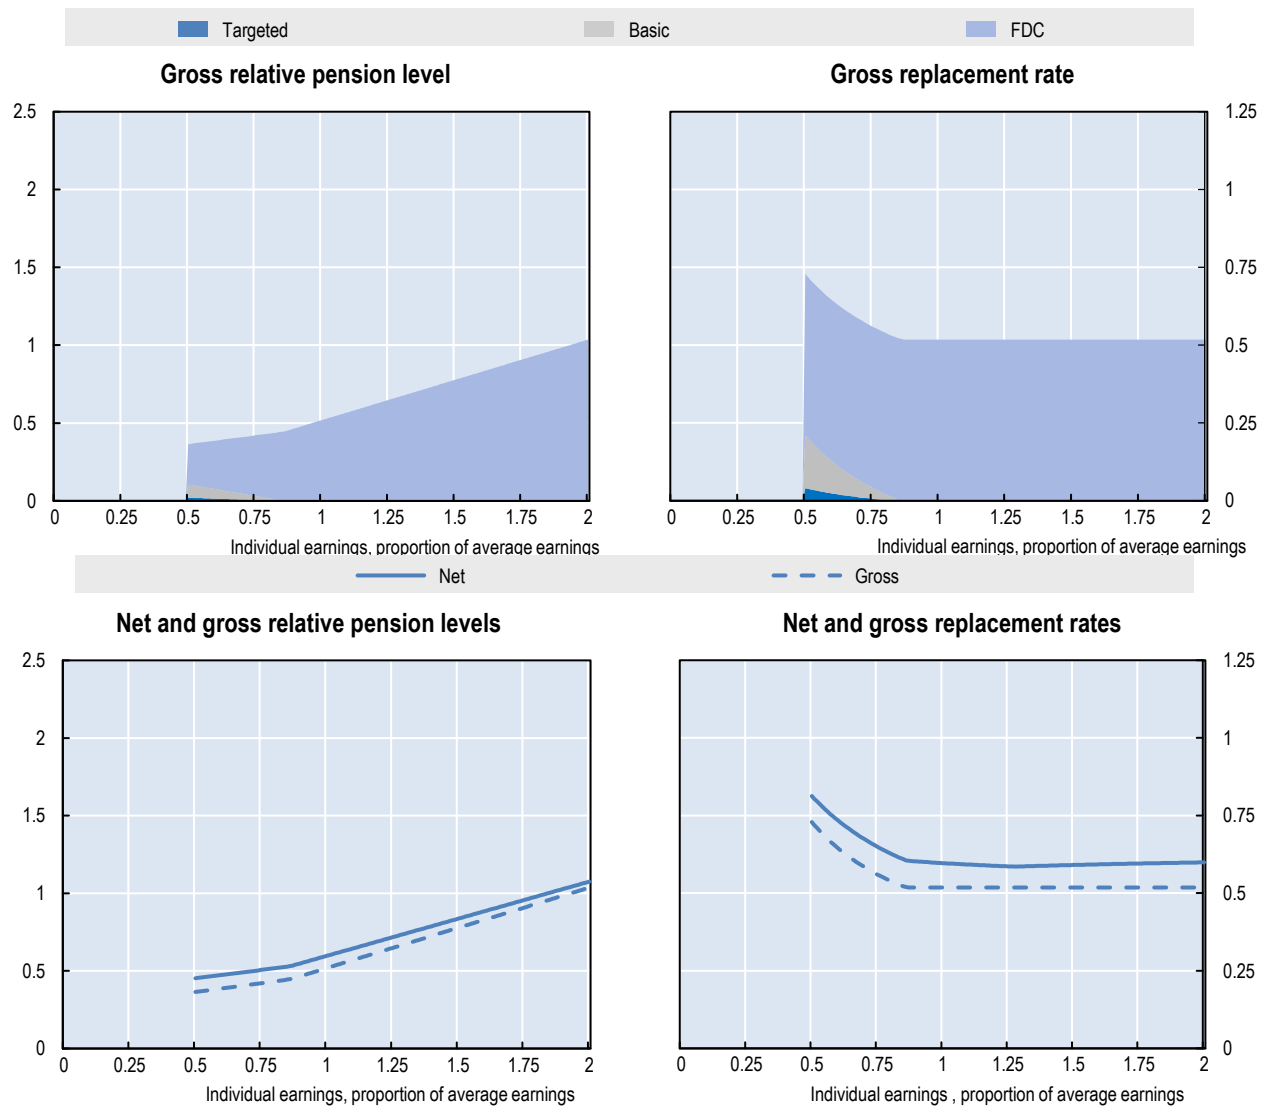 Targeted Basic FDC
Gross relative pension level
Gross replacement rate
2.5
2
1.5
1
0.5
0
0 0.25 0.5 0.75 1 1.25 1.5 1.75 2
Individual earnings, proportion of average earnings
1.25
1
0.75
0.5
0.25
0
0 0.25 0.5 0.75 1 1.25 1.5 1.75 2
Individual earnings, proportion of average earnings
Net Gross
Net and gross relative pension levels
Net and gross replacement rates
2.5
2
1.5
1
0.5
0
0 0.25 0.5 0.75 1 1.25 1.5 1.75 2
Individual earnings, proportion of average earnings
1.25
1
0.75
0.5
0.25
0
0 0.25 0.5 0.75 1 1.25 1.5 1.75 2
Individual earnings , proportion of average earnings